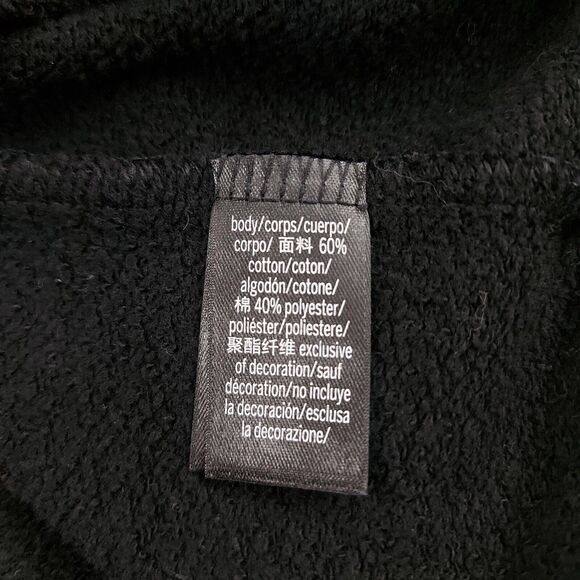 body/corps/cuerpo/
corpo/ 面料 60%
cotton/coton/
algodón/cotone/
棉 40% polyester/
poliéster/poliestere/
聚酯纤维 exclusive
of decoration/sauf
décoration/no incluye
la decoración/esclusa
la decorazione/